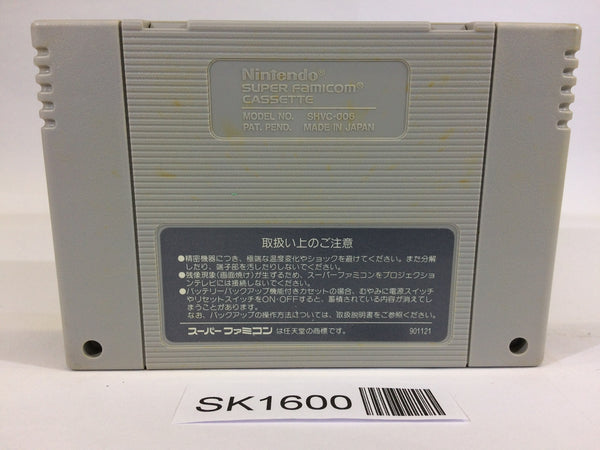 Nintendo®
SUPER FAMICOM®
CASSETTE
MODEL NO. SHVC-006
PAT. PEND. MADE IN JAPAN
取扱い上のご注意
●精密機器につき、極端な温度変化やショックを避けてください。また分解
したり、端子部を汚したりしないでください。
●残像現象(画面焼け)が生ずるため、スーパーファミコンをプロジェクショ
ンテレビには接続しないでください。
●バッテリーバックアップ機能付きカセットの場合、むやみに電源スイッチ
やリセットスイッチをON・OFFすると、蓄積されている内容が消えてし
まうことがあります。
なお、バックアップの操作方法については、取扱説明書をご参照ください。
スーパーファミコン は任天堂の商標です。 901121
SK1600